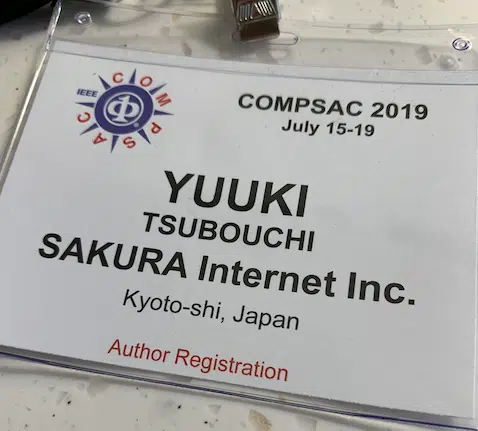 IEEE
COMPSAC
COMPSAC 2019
July 15-19
YUUKI
TSUBOUCHI
SAKURA Internet Inc.
Kyoto-shi, Japan
Author Registration